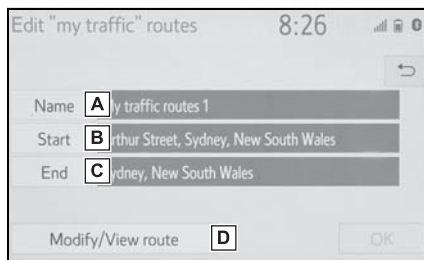 Edit "my traffic" routes 8:26
Name A y traffic routes 1
Start B rthur Street, Sydney, New South Wales
End C ydney, New South Wales
Modify/View route D OK